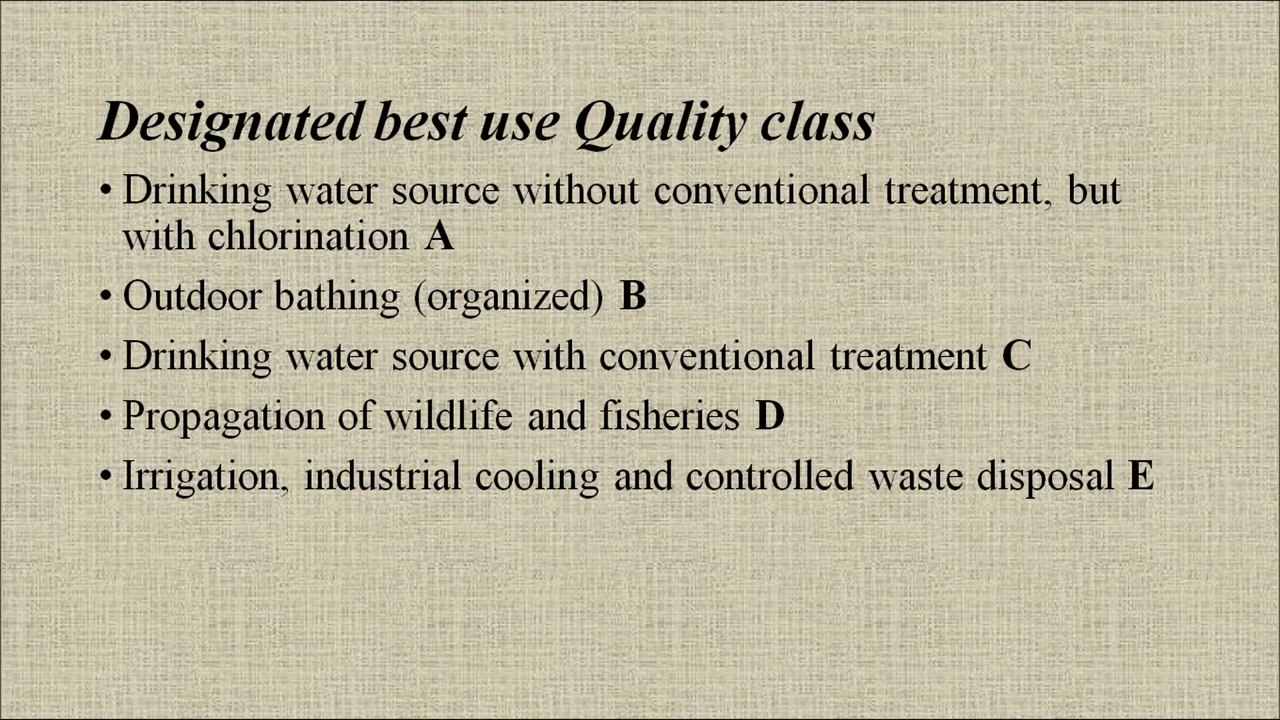 Designated best use Quality class
• Drinking water source without conventional treatment, but
with chlorination A
• Outdoor bathing (organized) B
• Drinking water source with conventional treatment C
• Propagation of wildlife and fisheries D
• Irrigation, industrial cooling and controlled waste disposal E